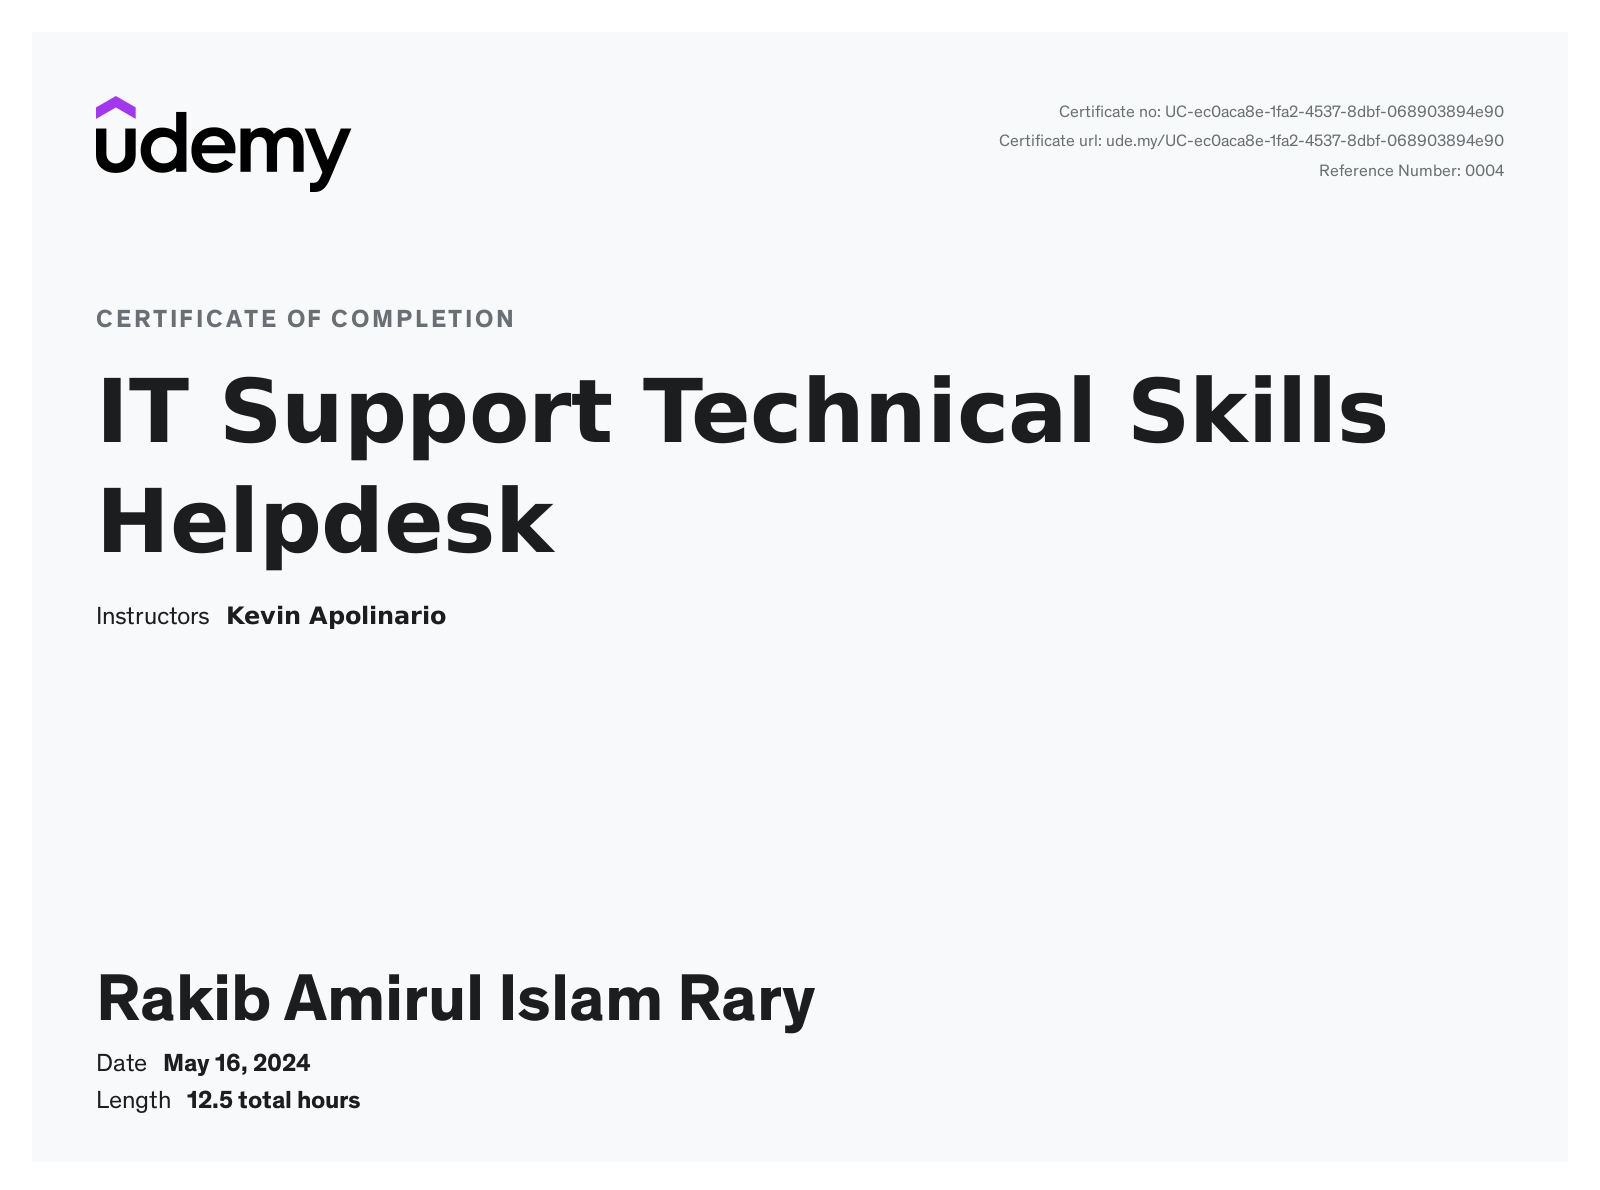 udemy
Certificate no: UC-ec0aca8e-1fa2-4537-8dbf-068903894e90
Certificate url: ude.my/UC-ec0aca8e-1fa2-4537-8dbf-068903894e90
Reference Number: 0004
CERTIFICATE OF COMPLETION
IT Support Technical Skills
Helpdesk
Instructors Kevin Apolinario
Rakib Amirul Islam Rary
Date May 16, 2024
Length 12.5 total hours